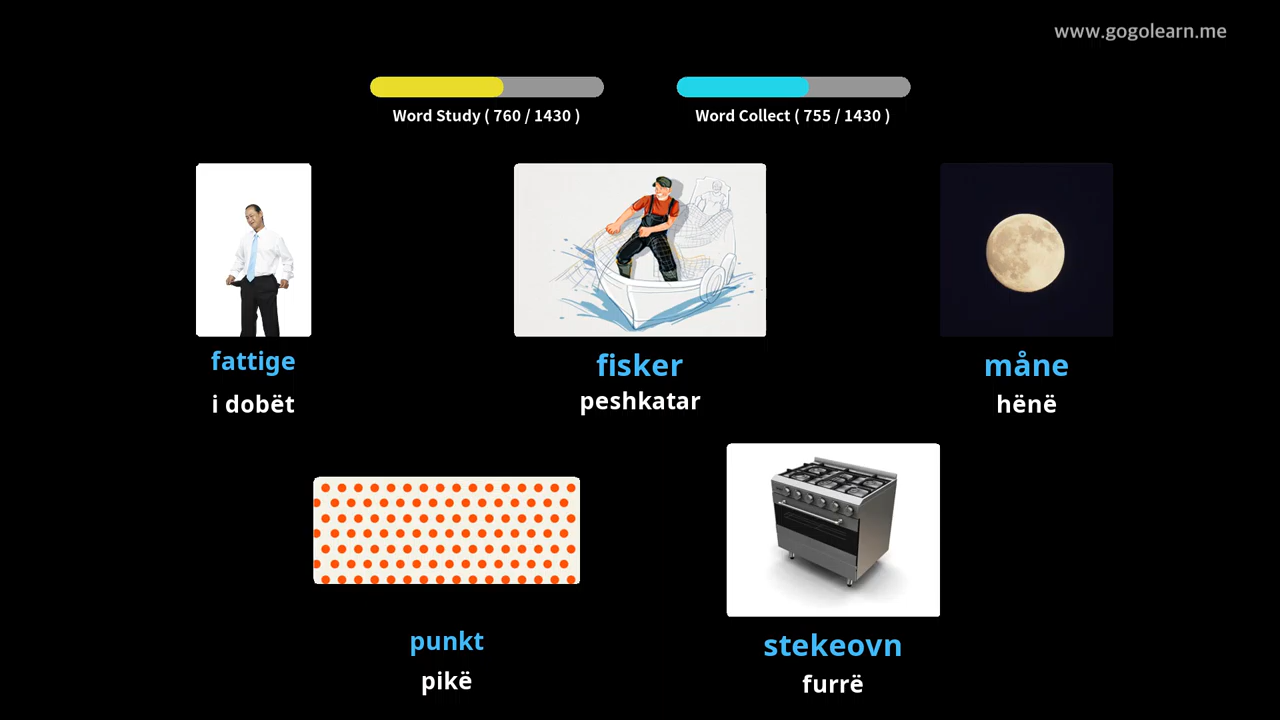 www.gogolearn.me
Word Study ( 760 / 1430 )
Word Collect ( 755 / 1430 )
fattige
i dobët
fisker
peshkatar
måne
hënë
punkt
pikë
stekeovn
furrë